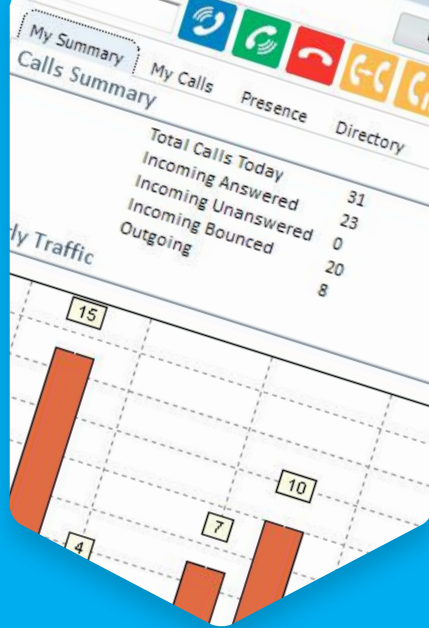 My Summary My Calls Presence Directory
Calls Summary
Total Calls Today 31
Incoming Answered 23
Incoming Unanswered 0
Incoming Bounced 20
Outgoing 8
Traffic
15
10
7
4